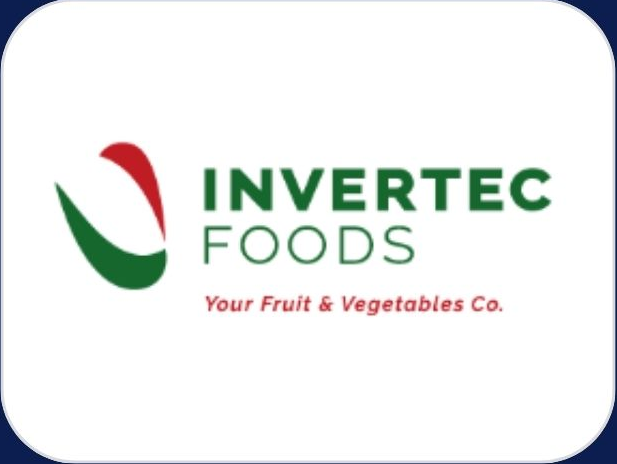 INVERTEC
FOODS
Your Fruit & Vegetables Co.